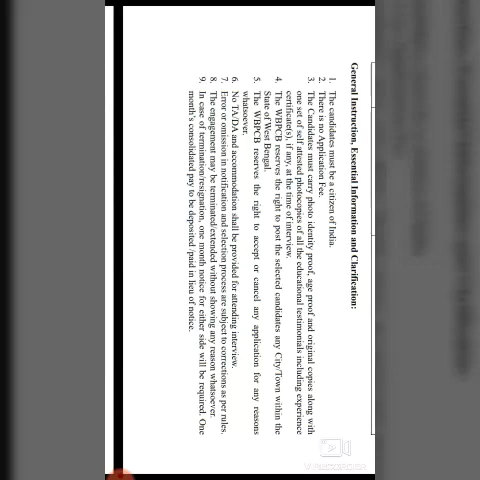 General Instruction, Essential Information and Clarification:
1. The candidates must be a citizen of India.
2. There is no Application Fee.
3. The Candidates must carry photo identity proof, age proof and original copies along with
one set of self attested photocopies of all the educational testimonials including experience
certificate(s), if any, at the time of interview.
4. The WBPCB reserves the right to post the selected candidates any City/Town within the
State of West Bengal.
5. The WBPCB reserves the right to accept or cancel any application for any reasons
whatsoever.
6. No TA/DA and accommodation shall be provided for attending interview.
7. Error or omission in notification and selection process are subject to corrections as per rules.
8. The engagement may be terminated/extended without showing any reason whatsoever.
9. In case of termination/resignation, one month notice for either side will be required. One
month's consolidated pay to be deposited /paid in lieu of notice.